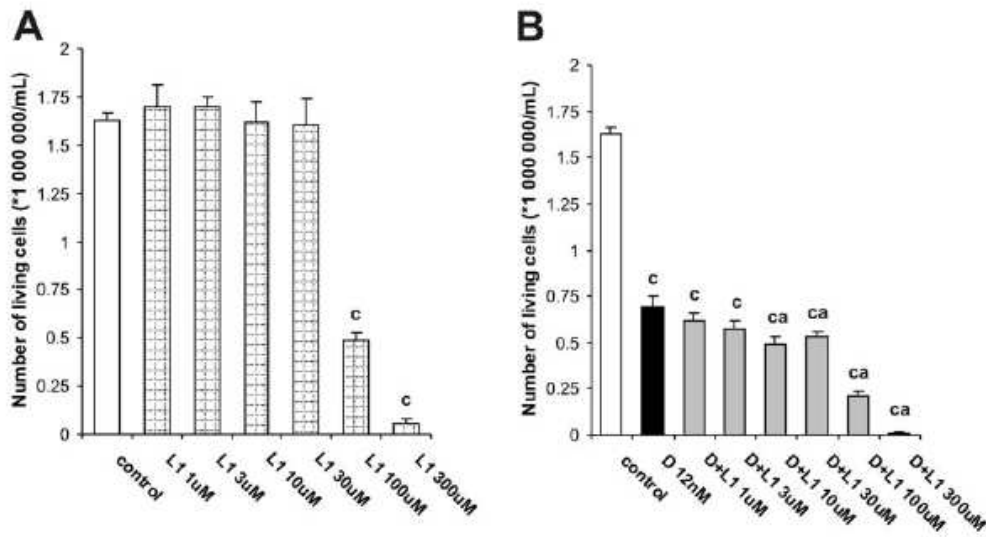 A
Number of living cells (*1 000 000/mL)
2
1.75
1.5
1.25
1
0.75
0.5
0.25
0
c
c
control
L1 1uM
L1 3uM
L1 10uM
L1 30uM
L1 100uM
L1 300uM
B
Number of living cells (*1 000 000/mL)
2
1.75
1.5
1.25
1
0.75
0.5
0.25
0
c
c
c
ca
ca
ca
ca
control
D 12nM
D+L1 1uM
D+L1 3uM
D+L1 10uM
D+L1 30uM
D+L1 100uM
D+L1 300uM